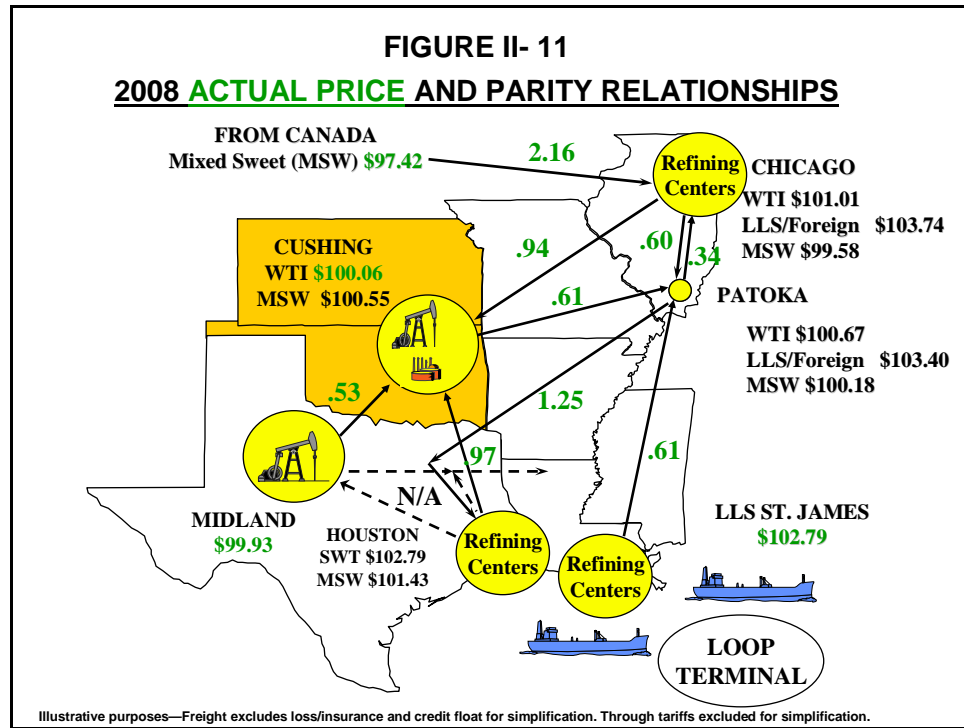 FIGURE II- 11
2008 ACTUAL PRICE AND PARITY RELATIONSHIPS
FROM CANADA
Mixed Sweet (MSW) $97.42
2.16
Refining
Centers
CHICAGO
WTI $101.01
LLS/Foreign $103.74
MSW $99.58
CUSHING
WTI $100.06
MSW $100.55
.94
.60
.34
.61
PATOKA
WTI $100.67
LLS/Foreign $103.40
MSW $100.18
.53
1.25
.97
.61
N/A
MIDLAND
$99.93
HOUSTON
SWT $102.79
MSW $101.43
Refining
Centers
Refining
Centers
LLS ST. JAMES
$102.79
LOOP
TERMINAL
Illustrative purposes—Freight excludes loss/insurance and credit float for simplification. Through tariffs excluded for simplification.